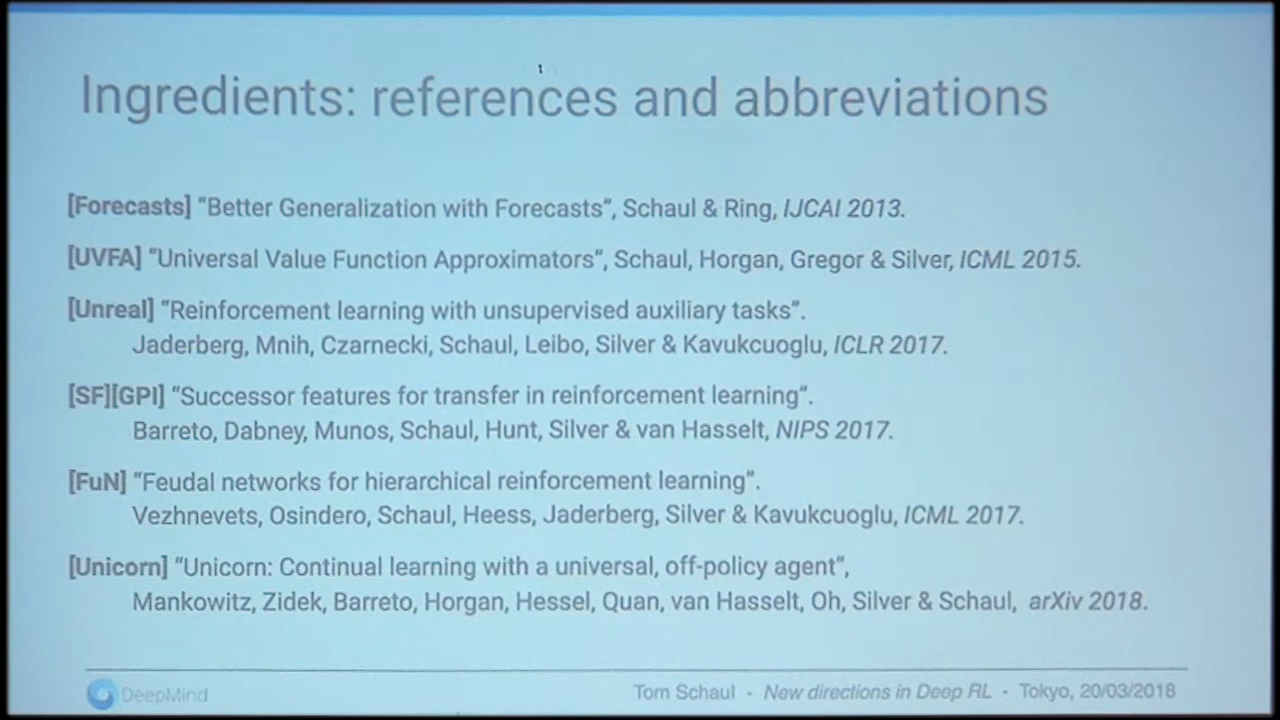 Ingredients: references and abbreviations
[Forecasts] "Better Generalization with Forecasts", Schaul & Ring, IJCAI 2013.
[UVFA] "Universal Value Function Approximators", Schaul, Horgan, Gregor & Silver, ICML 2015.
[Unreal] "Reinforcement learning with unsupervised auxiliary tasks".
Jaderberg, Mnih, Czarnecki, Schaul, Leibo, Silver & Kavukcuoglu, ICLR 2017.
[SF][GPI] "Successor features for transfer in reinforcement learning".
Barreto, Dabney, Munos, Schaul, Hunt, Silver & van Hasselt, NIPS 2017.
[FuN] "Feudal networks for hierarchical reinforcement learning".
Vezhnevets, Osindero, Schaul, Heess, Jaderberg, Silver & Kavukcuoglu, ICML 2017.
[Unicorn] "Unicorn: Continual learning with a universal, off-policy agent",
Mankowitz, Zidek, Barreto, Horgan, Hessel, Quan, van Hasselt, Oh, Silver & Schaul, arXiv 2018.
DeepMind
Tom Schaul - New directions in Deep RL - Tokyo, 20/03/2018